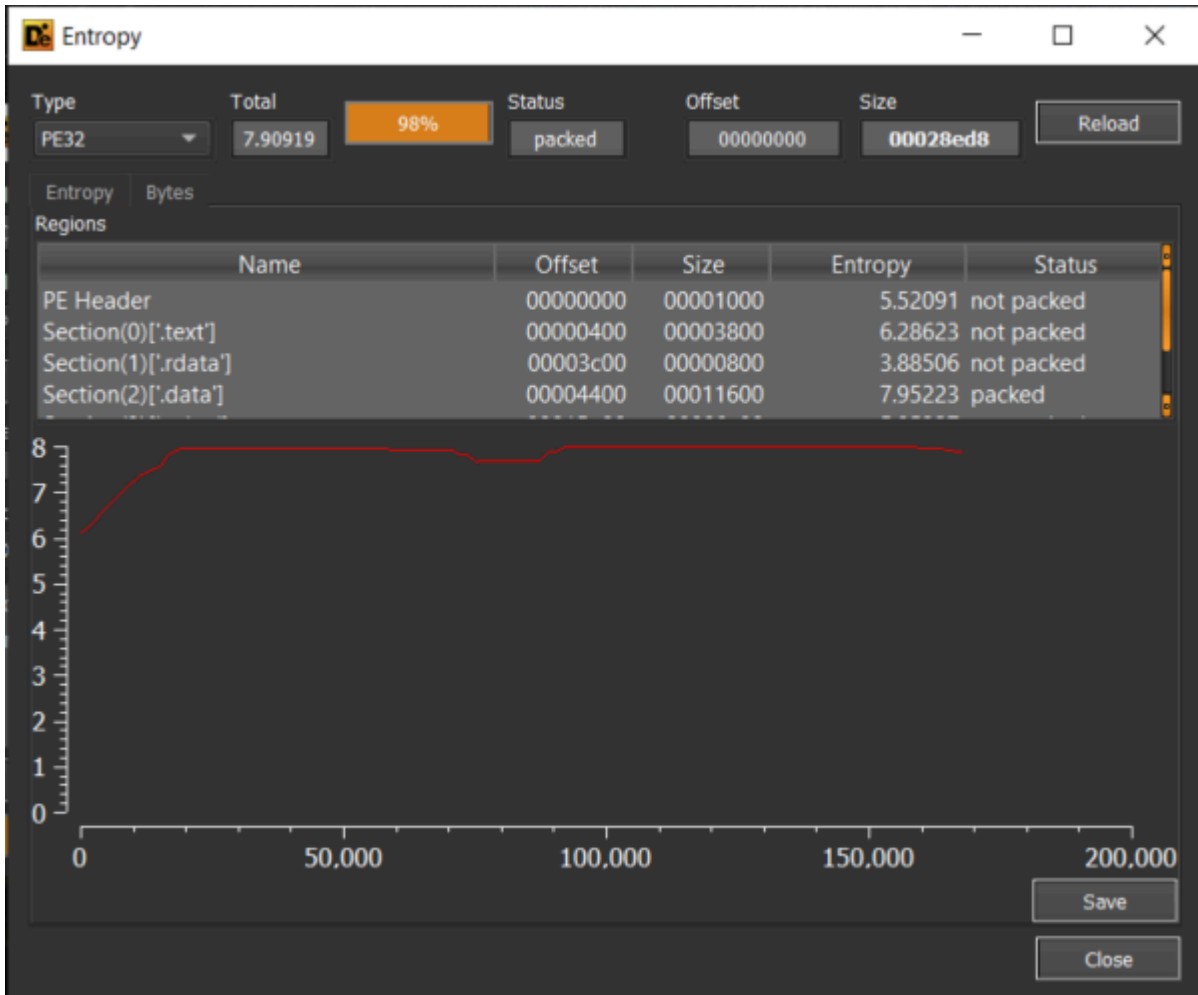 De Entropy
Type Total Status Offset Size
PE32 7.90919 98% packed 00000000 00028ed8 Reload
Entropy Bytes
Regions
Name Offset Size Entropy Status
PE Header 00000000 00001000 5.52091 not packed
Section(0)['.text'] 00000400 00003800 6.28623 not packed
Section(1)['.rdata'] 00003c00 00000800 3.88506 not packed
Section(2)['.data'] 00004400 00011600 7.95223 packed
8
7
6
5
4
3
2
1
0
0 50,000 100,000 150,000 200,000
Save
Close